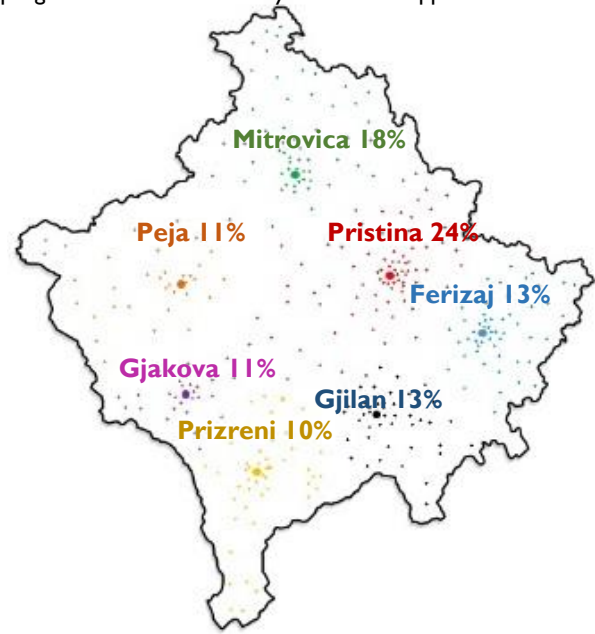 Mitrovica 18%
Peja 11%
Pristina 24%
Ferizaj 13%
Gjakova 11%
Gjilan 13%
Prizreni 10%